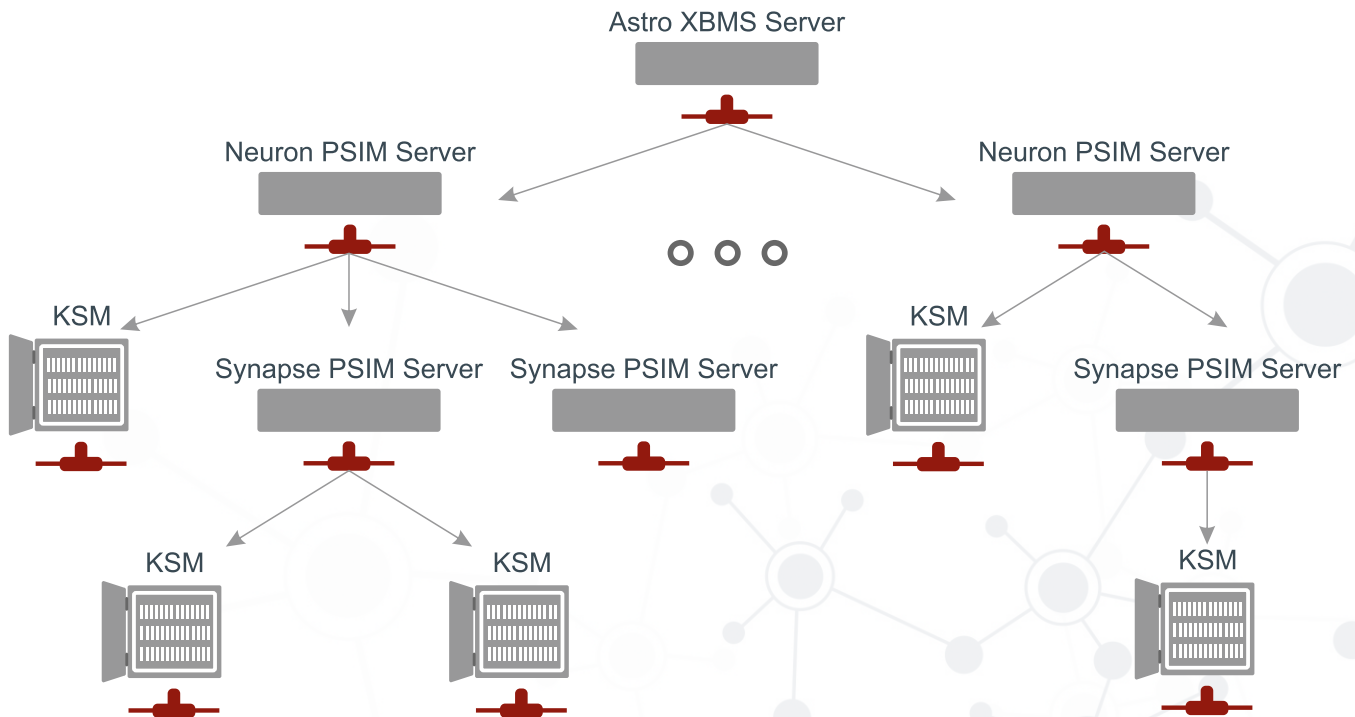 Astro XBMS Server
Neuron PSIM Server
Neuron PSIM Server
KSM
KSM
Synapse PSIM Server
Synapse PSIM Server
Synapse PSIM Server
KSM
KSM
KSM